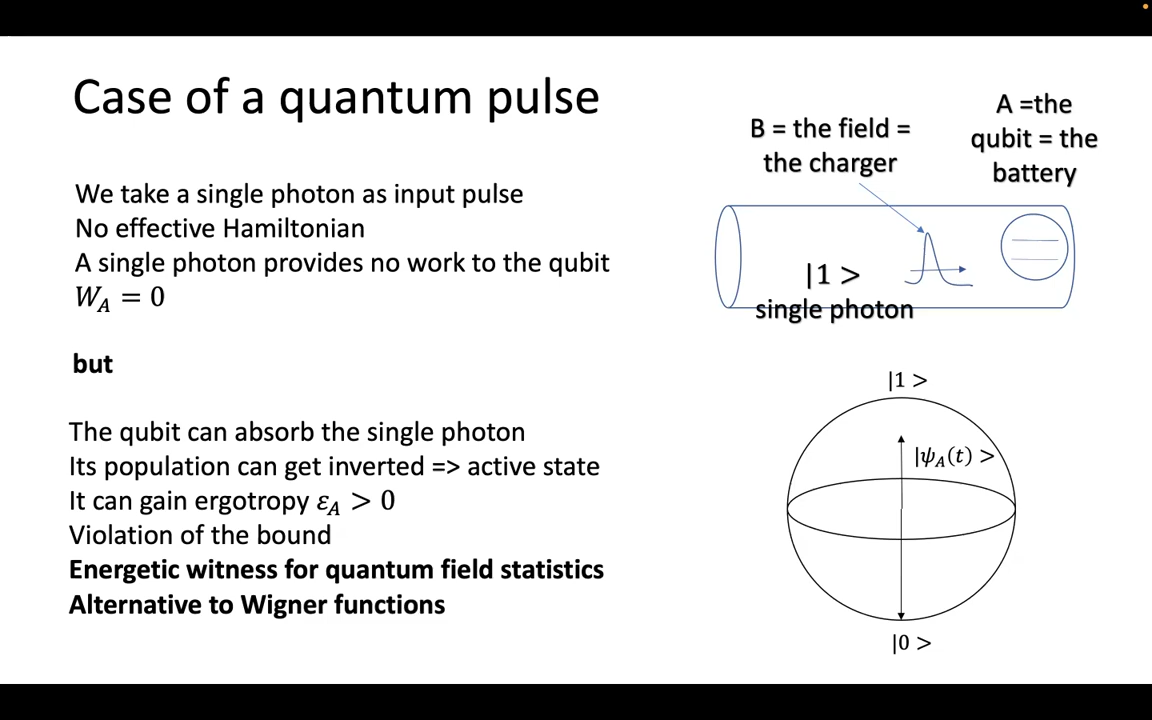 Case of a quantum pulse
We take a single photon as input pulse
No effective Hamiltonian
A single photon provides no work to the qubit
W_A = 0
but
The qubit can absorb the single photon
Its population can get inverted => active state
It can gain ergotropy ε_A > 0
Violation of the bound
Energetic witness for quantum field statistics
Alternative to Wigner functions
B = the field =
the charger
A =the
qubit = the
battery
|1 >
single photon
|1 >
|ψ_A(t) >
|0 >